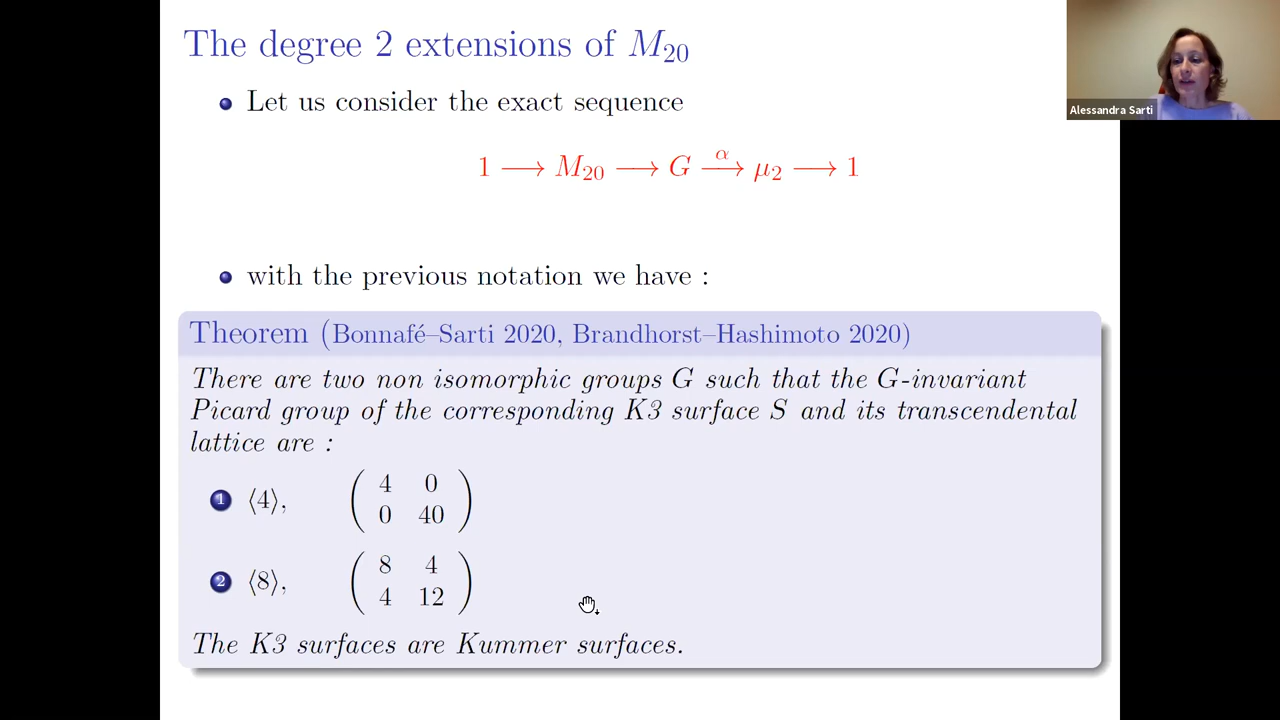 The degree 2 extensions of M₂₀
Alessandra Sarti
Let us consider the exact sequence
1 ⟶ M₂₀ ⟶ G ⟶ μ₂ ⟶ 1
α
with the previous notation we have :
Theorem (Bonnafé–Sarti 2020, Brandhorst–Hashimoto 2020)
There are two non isomorphic groups G such that the G-invariant
Picard group of the corresponding K3 surface S and its transcendental
lattice are :
1 ⟨4⟩, ( 4 0
0 40 )
2 ⟨8⟩, ( 8 4
4 12 )
The K3 surfaces are Kummer surfaces.